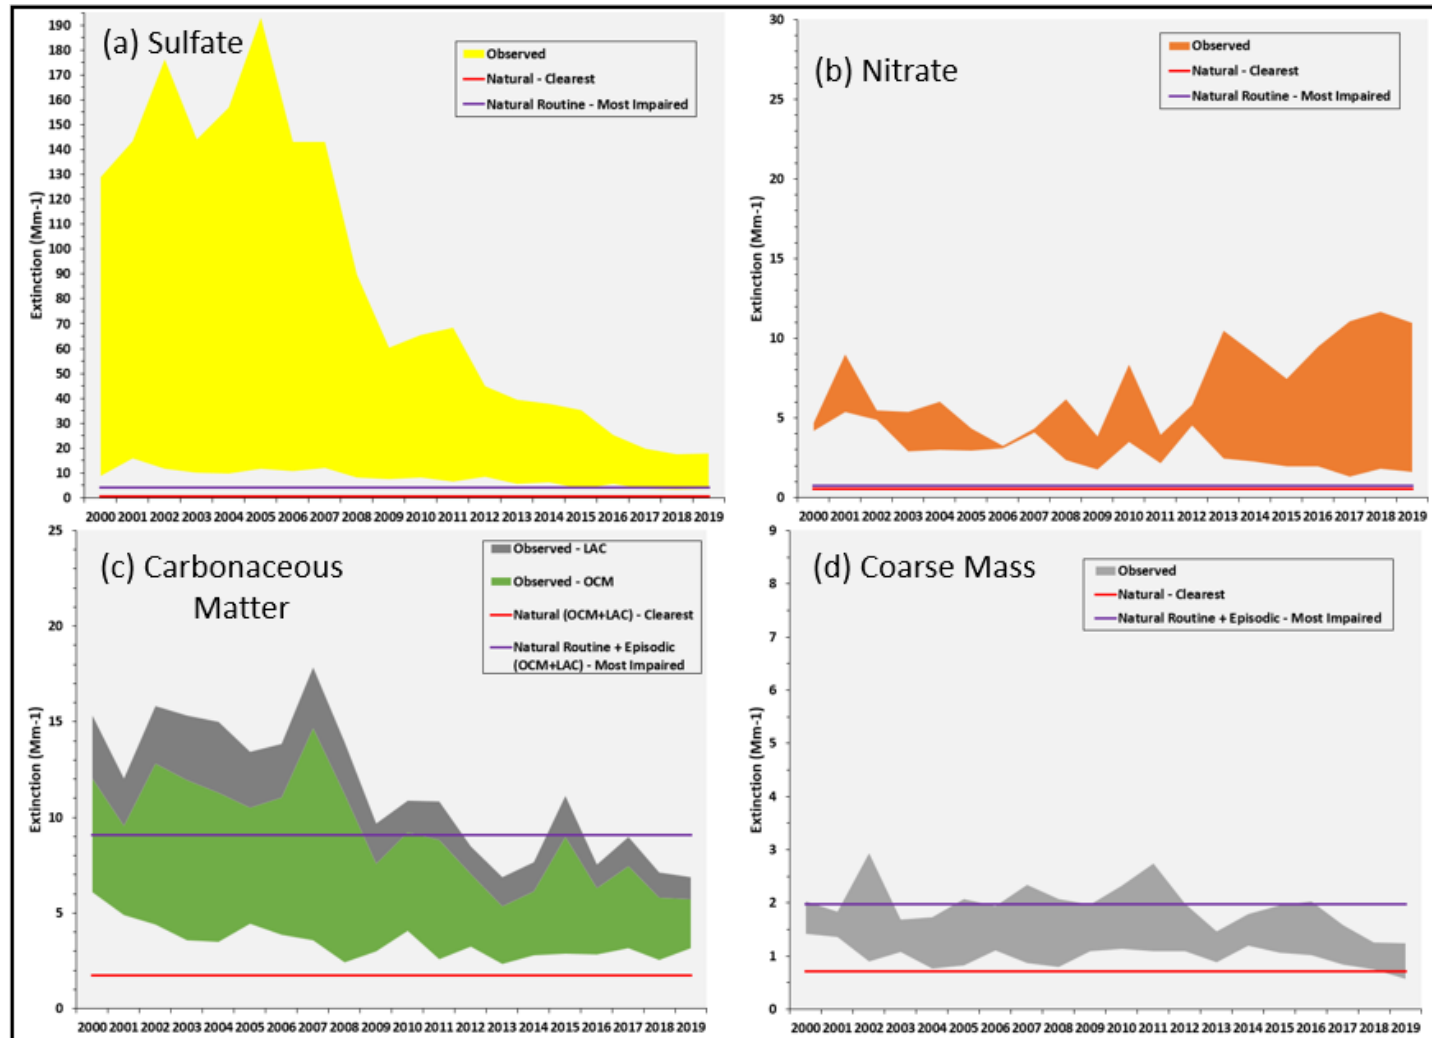 (a) Sulfate
Observed
Natural - Clearest
Natural Routine - Most Impaired
Extinction (Mm-1)
190
180
170
160
150
140
130
120
110
100
90
80
70
60
50
40
30
20
10
0
2000 2001 2002 2003 2004 2005 2006 2007 2008 2009 2010 2011 2012 2013 2014 2015 2016 2017 2018 2019
(b) Nitrate
Observed
Natural - Clearest
Natural Routine - Most Impaired
Extinction (Mm-1)
30
25
20
15
10
5
0
2000 2001 2002 2003 2004 2005 2006 2007 2008 2009 2010 2011 2012 2013 2014 2015 2016 2017 2018 2019
(c) Carbonaceous
Matter
Observed - LAC
Observed - OCM
Natural (OCM+LAC) - Clearest
Natural Routine + Episodic
(OCM+LAC) - Most Impaired
Extinction (Mm-1)
25
20
15
10
5
0
2000 2001 2002 2003 2004 2005 2006 2007 2008 2009 2010 2011 2012 2013 2014 2015 2016 2017 2018 2019
(d) Coarse Mass
Observed
Natural - Clearest
Natural Routine + Episodic - Most Impaired
Extinction (Mm-1)
9
8
7
6
5
4
3
2
1
0
2000 2001 2002 2003 2004 2005 2006 2007 2008 2009 2010 2011 2012 2013 2014 2015 2016 2017 2018 2019